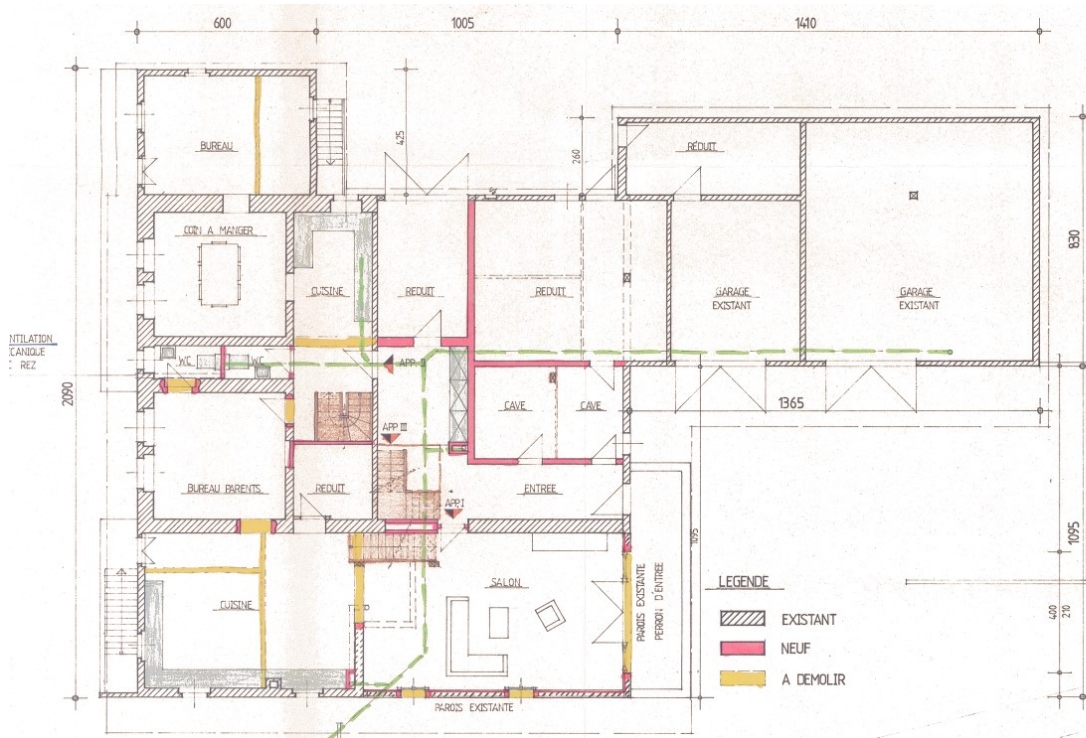 600
1005
1410
BUREAU
425
260
RÉDUIT
COIN A MANGER
CUISINE
REDUIT
REDUIT
GARAGE
EXISTANT
GARAGE
EXISTANT
830
NTILATION
CANIQUE
REZ
WC
WC
APP
2090
1365
CAVE
CAVE
APP III
BUREAU PARENTS
REDUIT
ENTREE
APP I
1095
1095
SALON
CUISINE
PAROIS EXISTANTE
PERRON D'ENTREE
LEGENDE
EXISTANT
NEUF
A DEMOLIR
400
210
PAROIS EXISTANTE